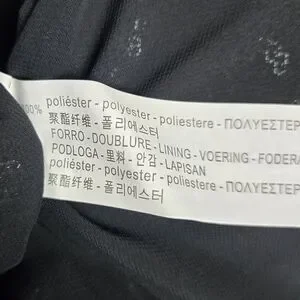 100% poliéster - polyester - poliestere - ΠΟΛΥΕΣΤΕΡ
聚酯纤维 - 폴리에스터
FORRO - DOUBLURE - LINING - VOERING - FODERA
PODLOGA - 里料 - 안감 - LAPISAN
poliéster - polyester - poliestere - ΠΟΛΥΕΣΤΕΡ
聚酯纤维 - 폴리에스터